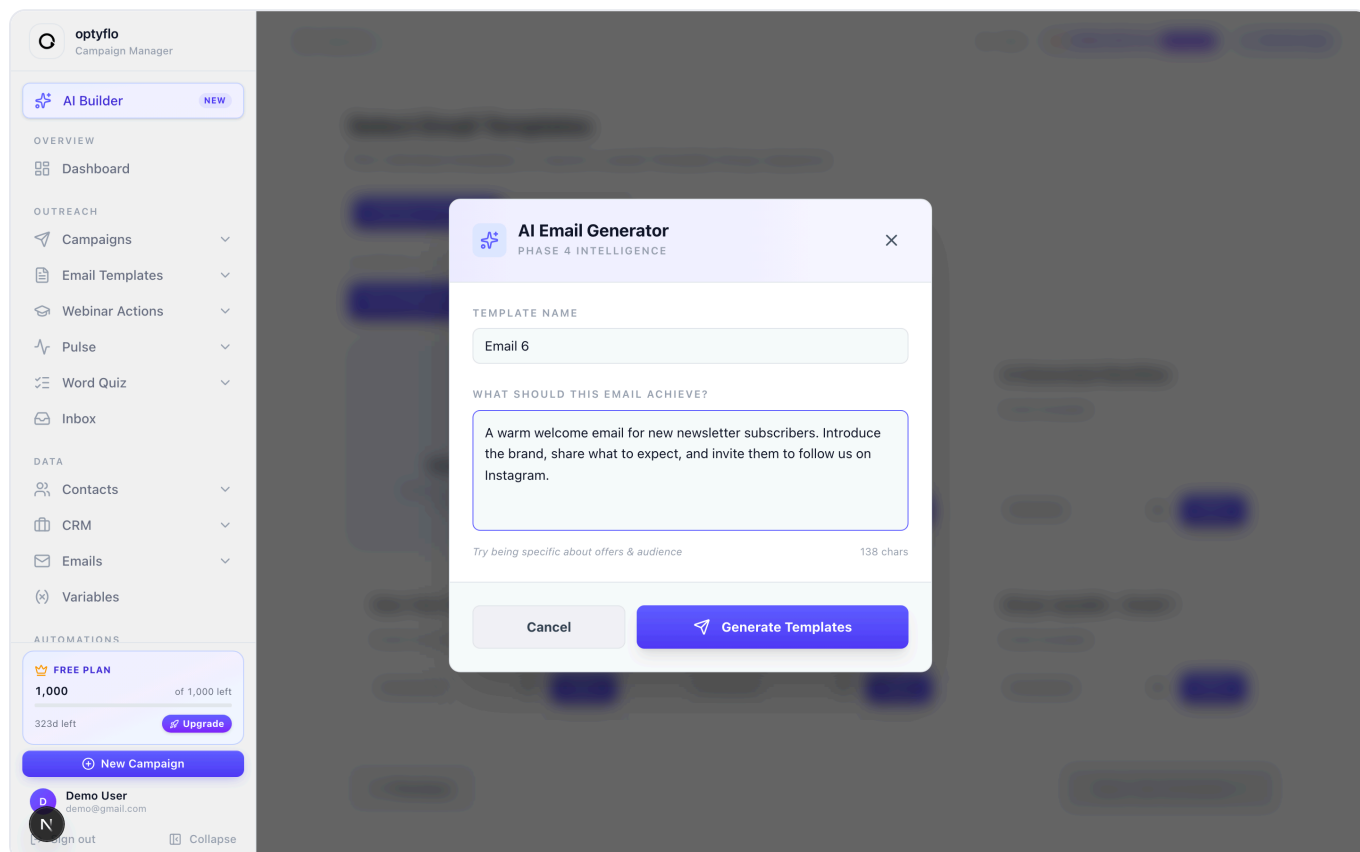 optyflo
Campaign Manager
AI Builder NEW
OVERVIEW
Dashboard
OUTREACH
Campaigns
Email Templates
Webinar Actions
Pulse
Word Quiz
Inbox
DATA
Contacts
CRM
Emails
Variables
AUTOMATIONS
FREE PLAN
1,000 of 1,000 left
323d left Upgrade
New Campaign
D Demo User
demo@gmail.com
N
Collapse
AI Email Generator
PHASE 4 INTELLIGENCE
TEMPLATE NAME
Email 6
WHAT SHOULD THIS EMAIL ACHIEVE?
A warm welcome email for new newsletter subscribers. Introduce
the brand, share what to expect, and invite them to follow us on
Instagram.
Try being specific about offers & audience 138 chars
Cancel Generate Templates